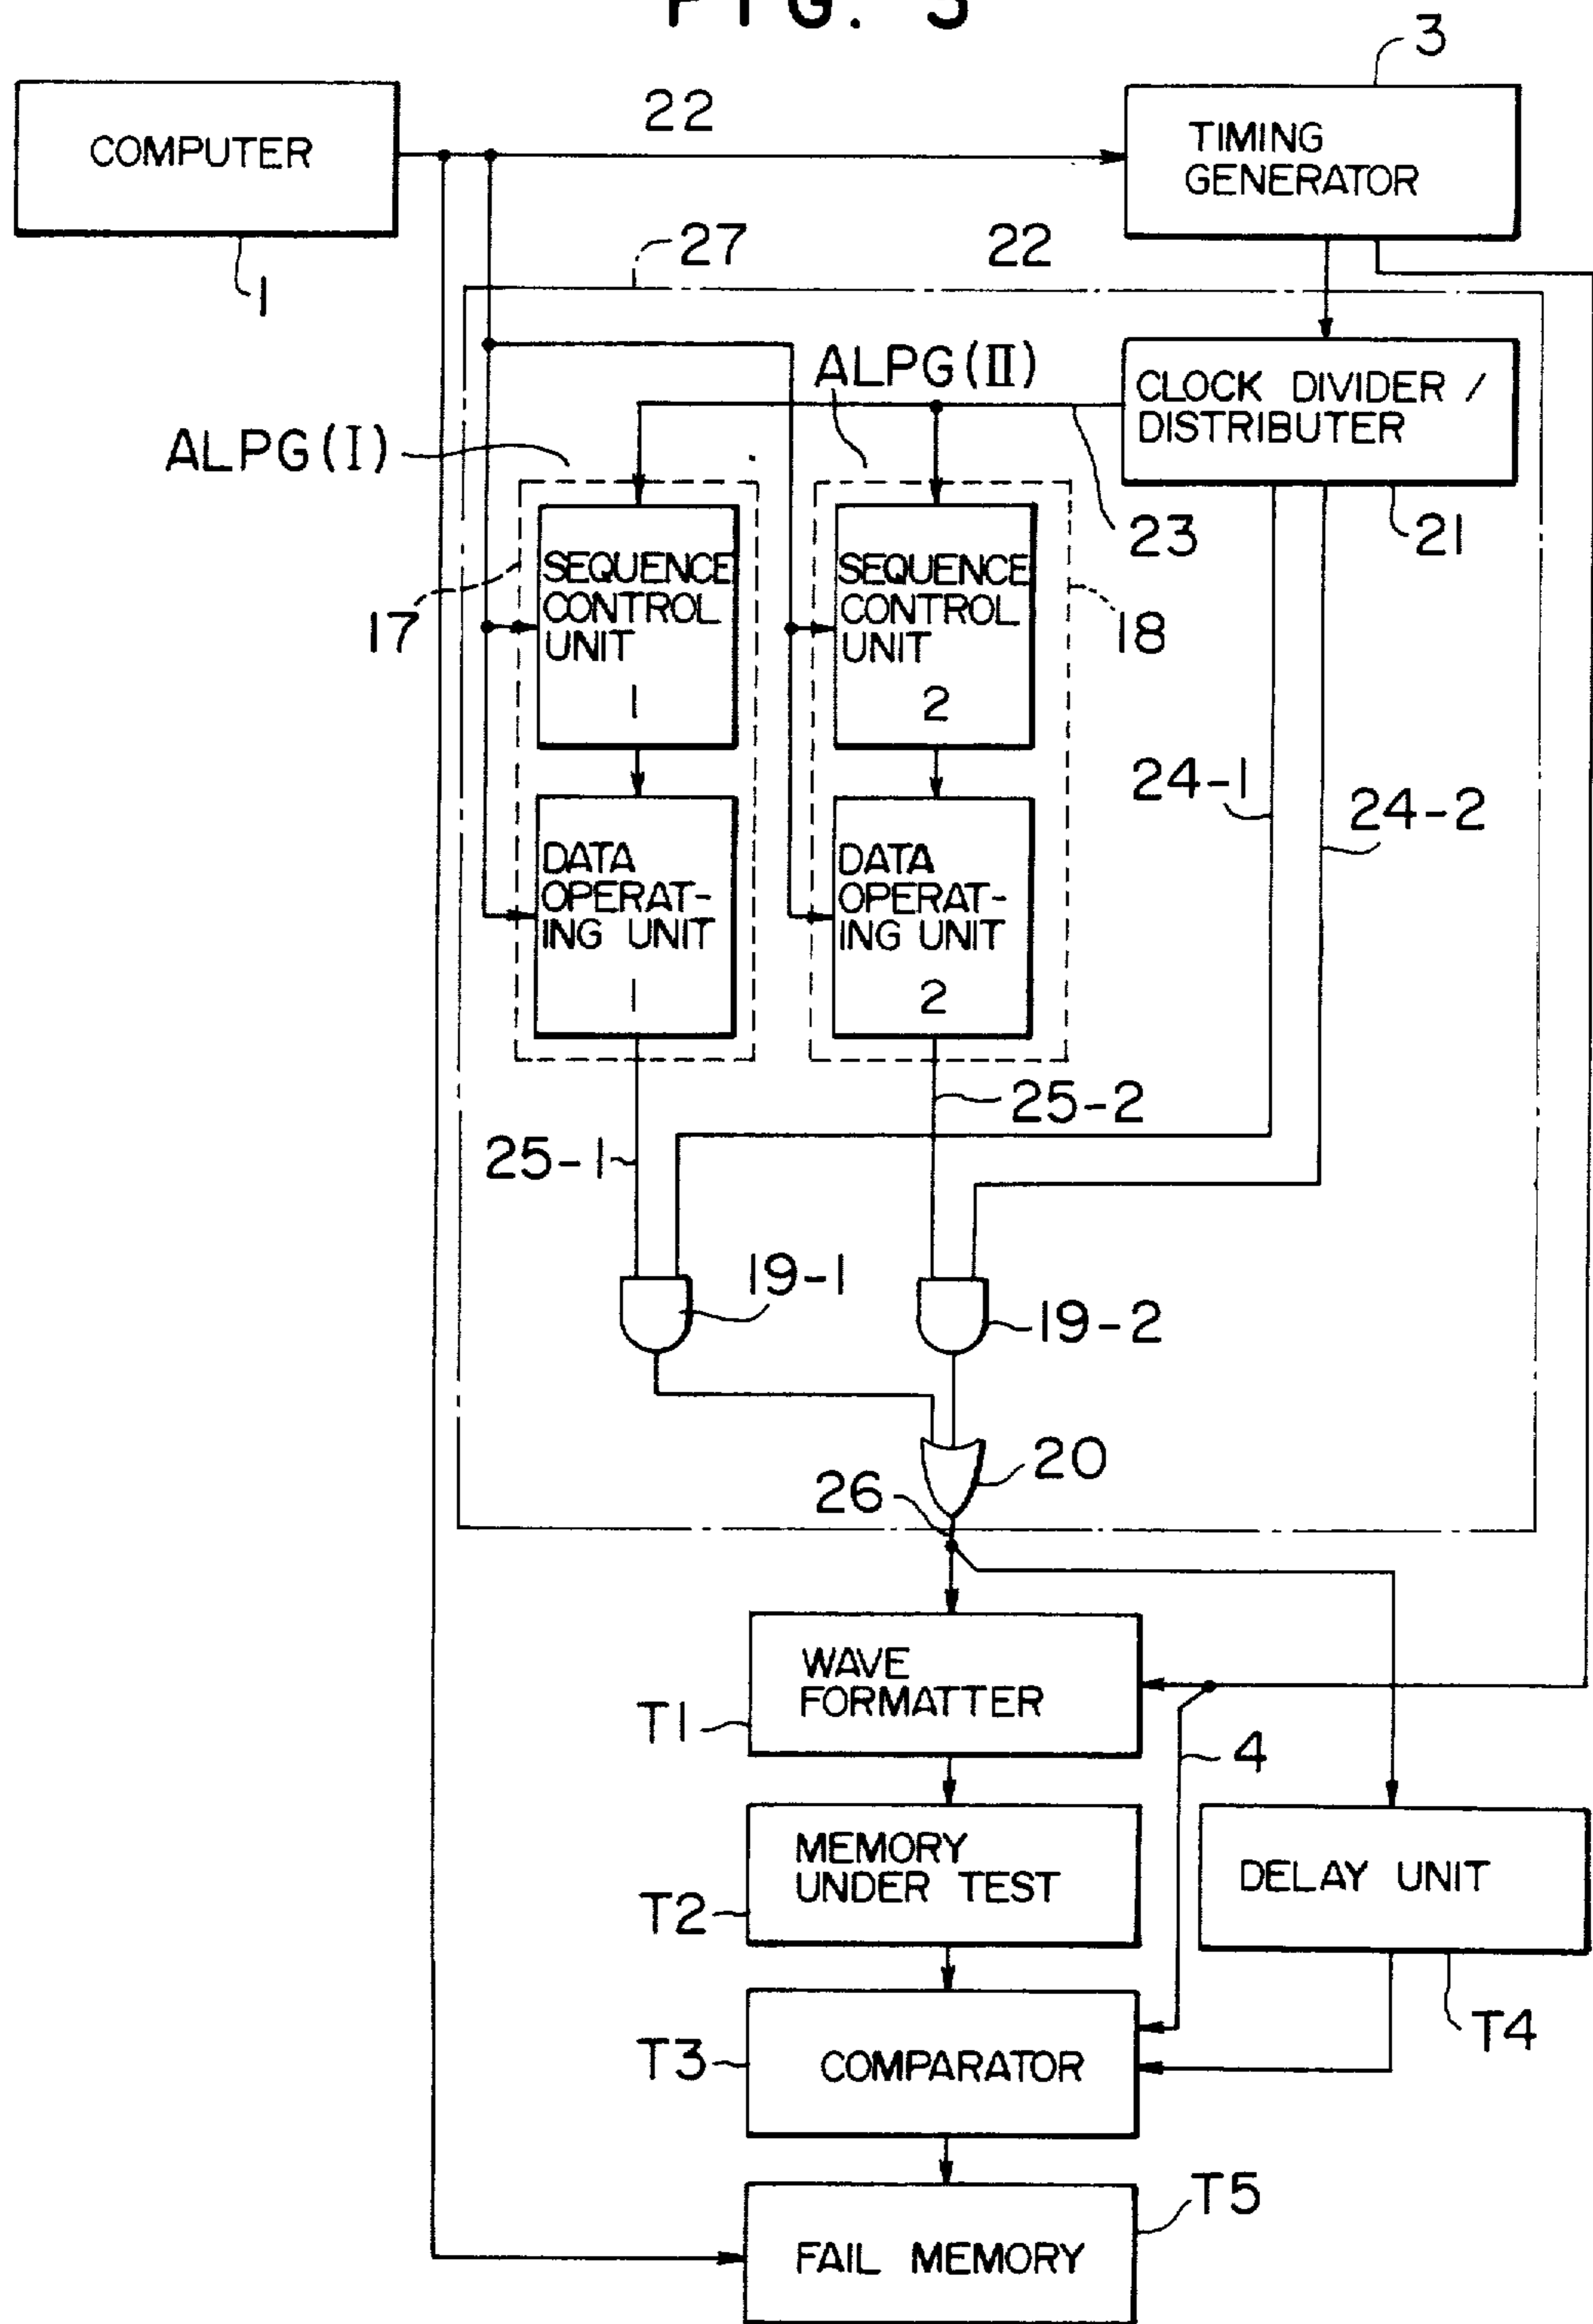 FIG. 3
3
COMPUTER
22
TIMING
GENERATOR
1
27
22
ALPG(II)
CLOCK DIVIDER /
DISTRIBUTER
ALPG(I)
23
21
SEQUENCE
CONTROL
UNIT
1
SEQUENCE
CONTROL
UNIT
2
17
18
24-1
24-2
DATA
OPERAT-
ING UNIT
1
DATA
OPERAT-
ING UNIT
2
25-2
25-1
19-1
19-2
20
26
WAVE
FORMATTER
T1
4
MEMORY
UNDER TEST
T2
DELAY UNIT
T4
COMPARATOR
T3
T5
FAIL MEMORY